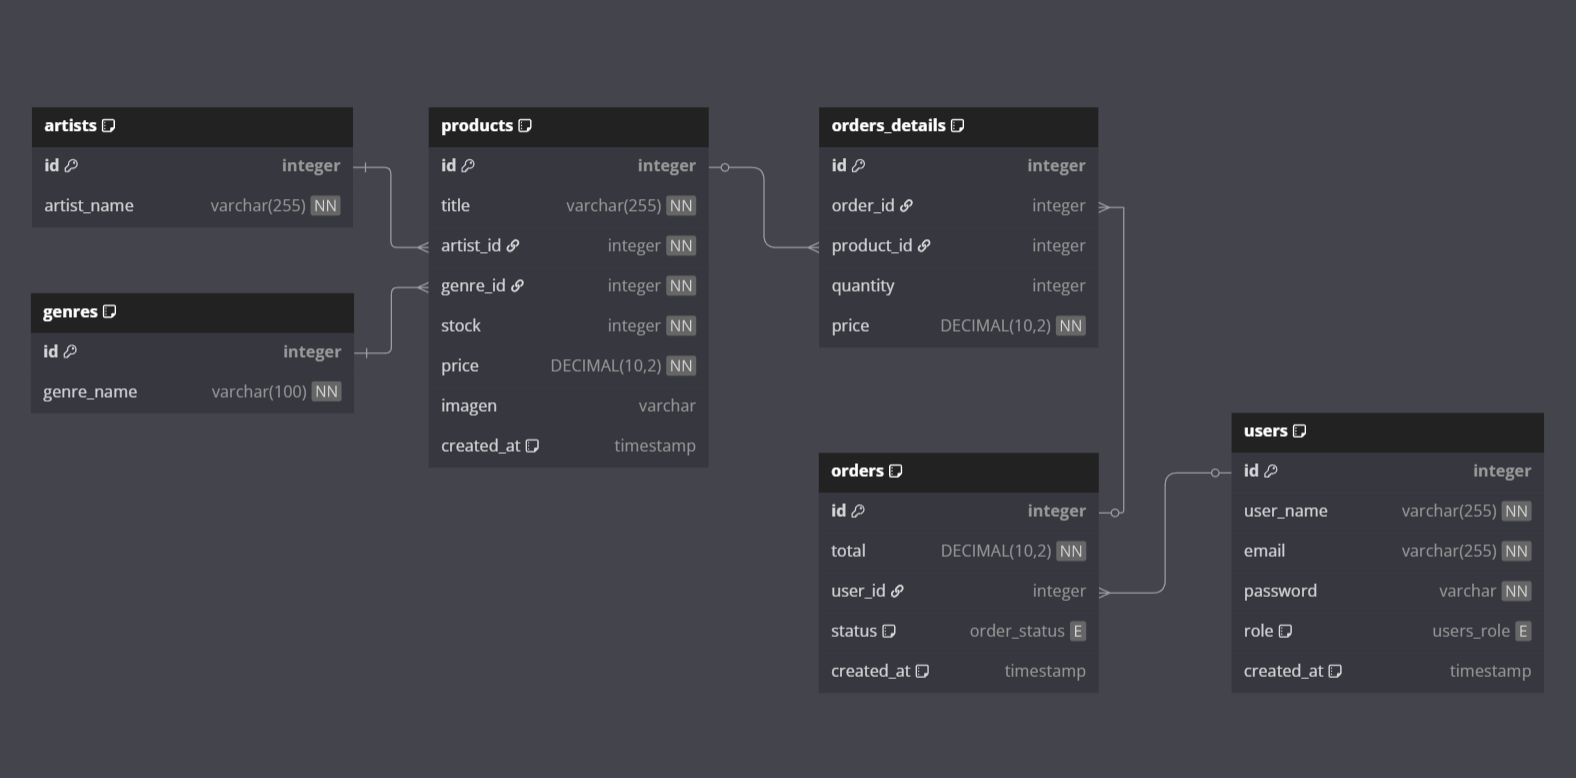 artists
id integer
artist_name varchar(255) NN
genres
id integer
genre_name varchar(100) NN
products
id integer
title varchar(255) NN
artist_id integer NN
genre_id integer NN
stock integer NN
price DECIMAL(10,2) NN
imagen varchar
created_at timestamp
orders_details
id integer
order_id integer
product_id integer
quantity integer
price DECIMAL(10,2) NN
orders
id integer
total DECIMAL(10,2) NN
user_id integer
status order_status E
created_at timestamp
users
id integer
user_name varchar(255) NN
email varchar(255) NN
password varchar NN
role users_role E
created_at timestamp